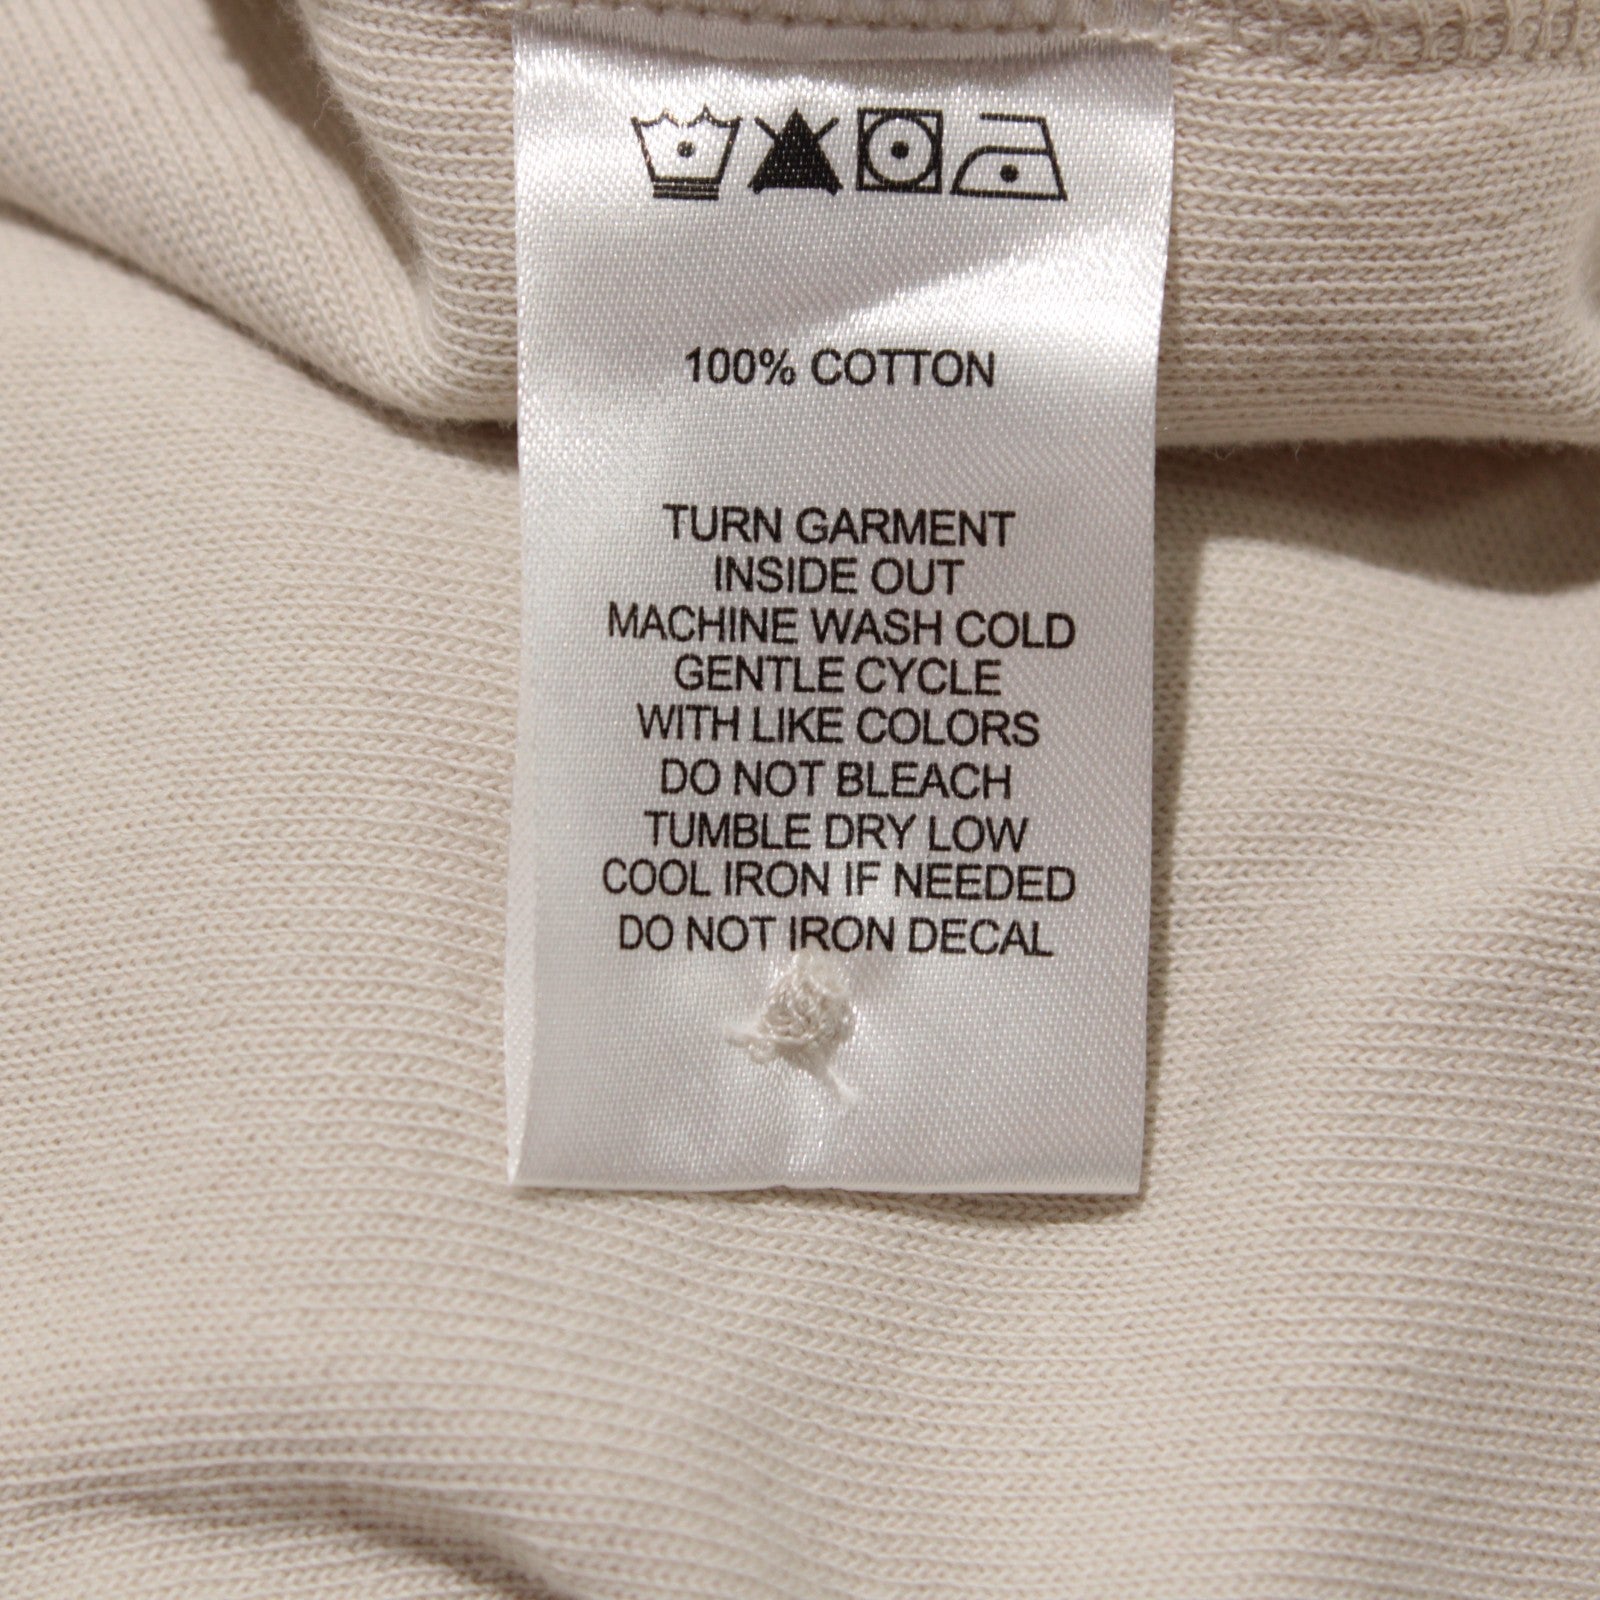 100% COTTON
TURN GARMENT
INSIDE OUT
MACHINE WASH COLD
GENTLE CYCLE
WITH LIKE COLORS
DO NOT BLEACH
TUMBLE DRY LOW
COOL IRON IF NEEDED
DO NOT IRON DECAL